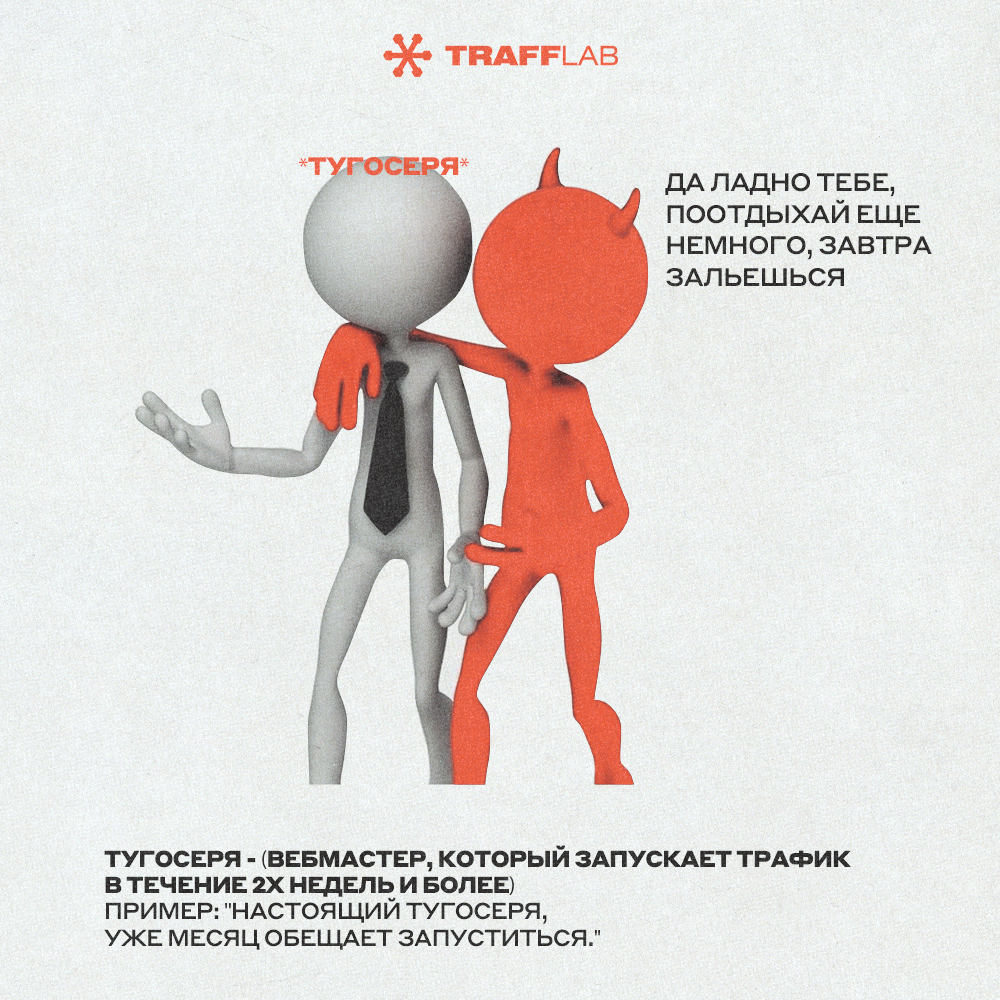 TRAFFLAB
*ТУГОСЕРЯ*
ДА ЛАДНО ТЕБЕ,
ПООТДЫХАЙ ЕЩЕ
НЕМНОГО, ЗАВТРА
ЗАЛЬЕШЬСЯ
ТУГОСЕРЯ - (ВЕБМАСТЕР, КОТОРЫЙ ЗАПУСКАЕТ ТРАФИК
В ТЕЧЕНИЕ 2Х НЕДЕЛЬ И БОЛЕЕ)
ПРИМЕР: "НАСТОЯЩИЙ ТУГОСЕРЯ,
УЖЕ МЕСЯЦ ОБЕЩАЕТ ЗАПУСТИТЬСЯ."